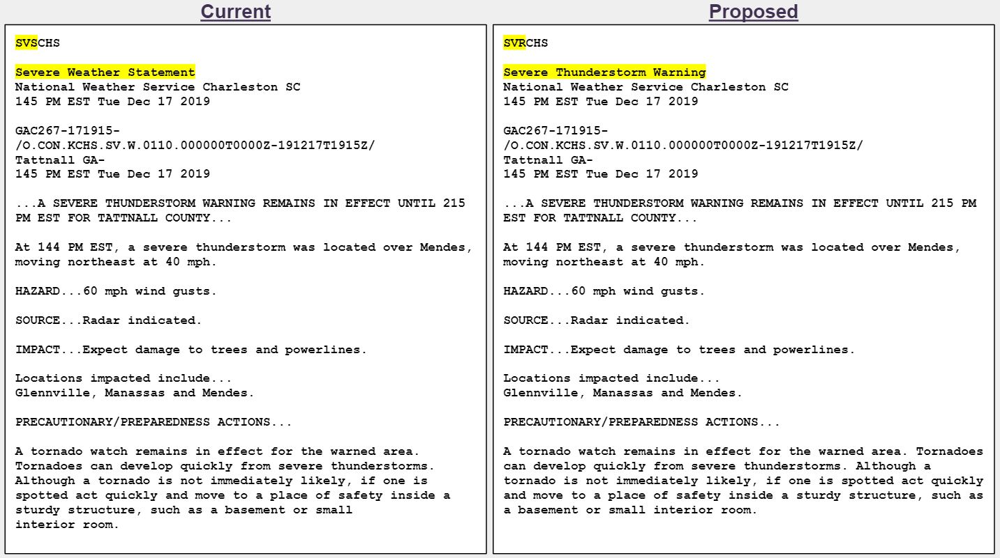 Current
SVSCHS
Severe Weather Statement
National Weather Service Charleston SC
145 PM EST Tue Dec 17 2019
GAC267-171915-
/O.CON.KCHS.SV.W.0110.000000T0000Z-191217T1915Z/
Tattnall GA-
145 PM EST Tue Dec 17 2019
...A SEVERE THUNDERSTORM WARNING REMAINS IN EFFECT UNTIL 215
PM EST FOR TATTNALL COUNTY...
At 144 PM EST, a severe thunderstorm was located over Mendes,
moving northeast at 40 mph.
HAZARD...60 mph wind gusts.
SOURCE...Radar indicated.
IMPACT...Expect damage to trees and powerlines.
Locations impacted include...
Glennville, Manassas and Mendes.
PRECAUTIONARY/PREPAREDNESS ACTIONS...
A tornado watch remains in effect for the warned area.
Tornadoes can develop quickly from severe thunderstorms.
Although a tornado is not immediately likely, if one is
spotted act quickly and move to a place of safety inside a
sturdy structure, such as a basement or small
interior room.
Proposed
SVRCHS
Severe Thunderstorm Warning
National Weather Service Charleston SC
145 PM EST Tue Dec 17 2019
GAC267-171915-
/O.CON.KCHS.SV.W.0110.000000T0000Z-191217T1915Z/
Tattnall GA-
145 PM EST Tue Dec 17 2019
...A SEVERE THUNDERSTORM WARNING REMAINS IN EFFECT UNTIL 215 PM
EST FOR TATTNALL COUNTY...
At 144 PM EST, a severe thunderstorm was located over Mendes,
moving northeast at 40 mph.
HAZARD...60 mph wind gusts.
SOURCE...Radar indicated.
IMPACT...Expect damage to trees and powerlines.
Locations impacted include...
Glennville, Manassas and Mendes.
PRECAUTIONARY/PREPAREDNESS ACTIONS...
A tornado watch remains in effect for the warned area. Tornadoes
can develop quickly from severe thunderstorms. Although a
tornado is not immediately likely, if one is spotted act quickly
and move to a place of safety inside a sturdy structure, such as
a basement or small interior room.